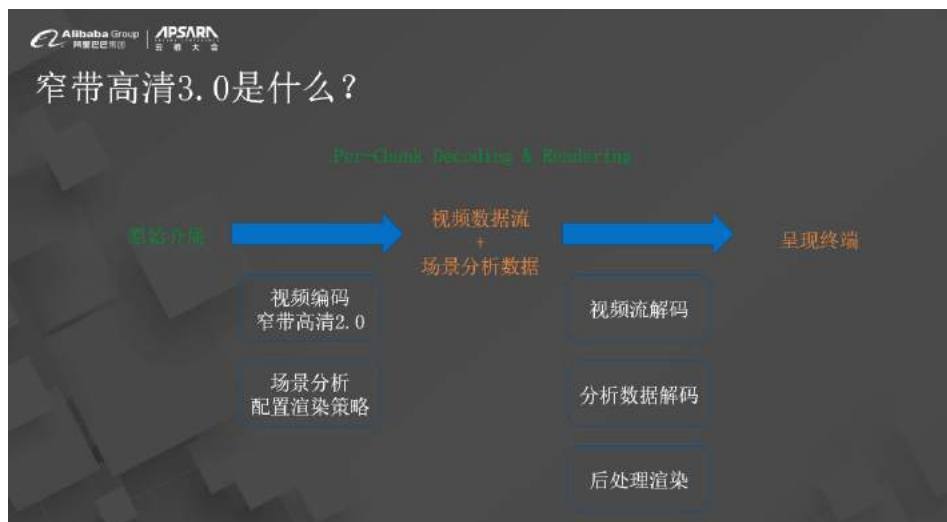 Alibaba Group
阿里巴巴集团
APSARA
云栖大会
窄带高清3.0是什么？
Per-Chunk Decoding & Rendering
原始介质
视频数据流
+
场景分析数据
呈现终端
视频编码
窄带高清2.0
场景分析
配置渲染策略
视频流解码
分析数据解码
后处理渲染